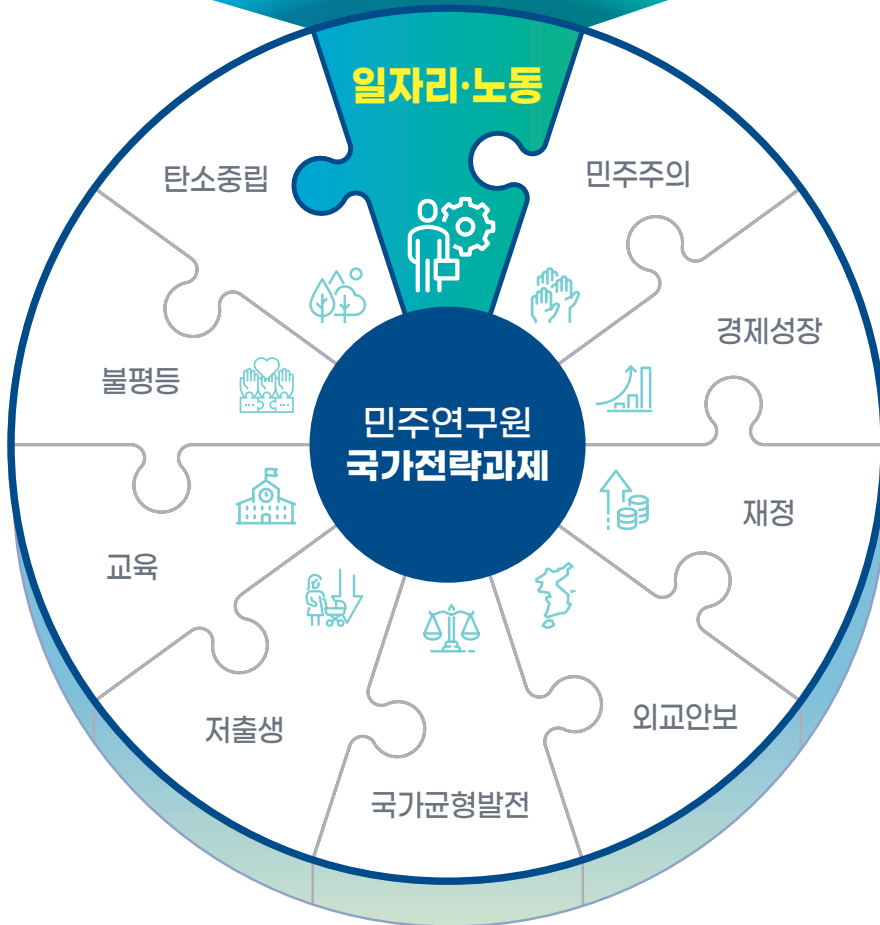 일자리·노동
탄소중립
민주주의
경제성장
불평등
민주연구원
국가전략과제
재정
교육
외교안보
저출생
국가균형발전